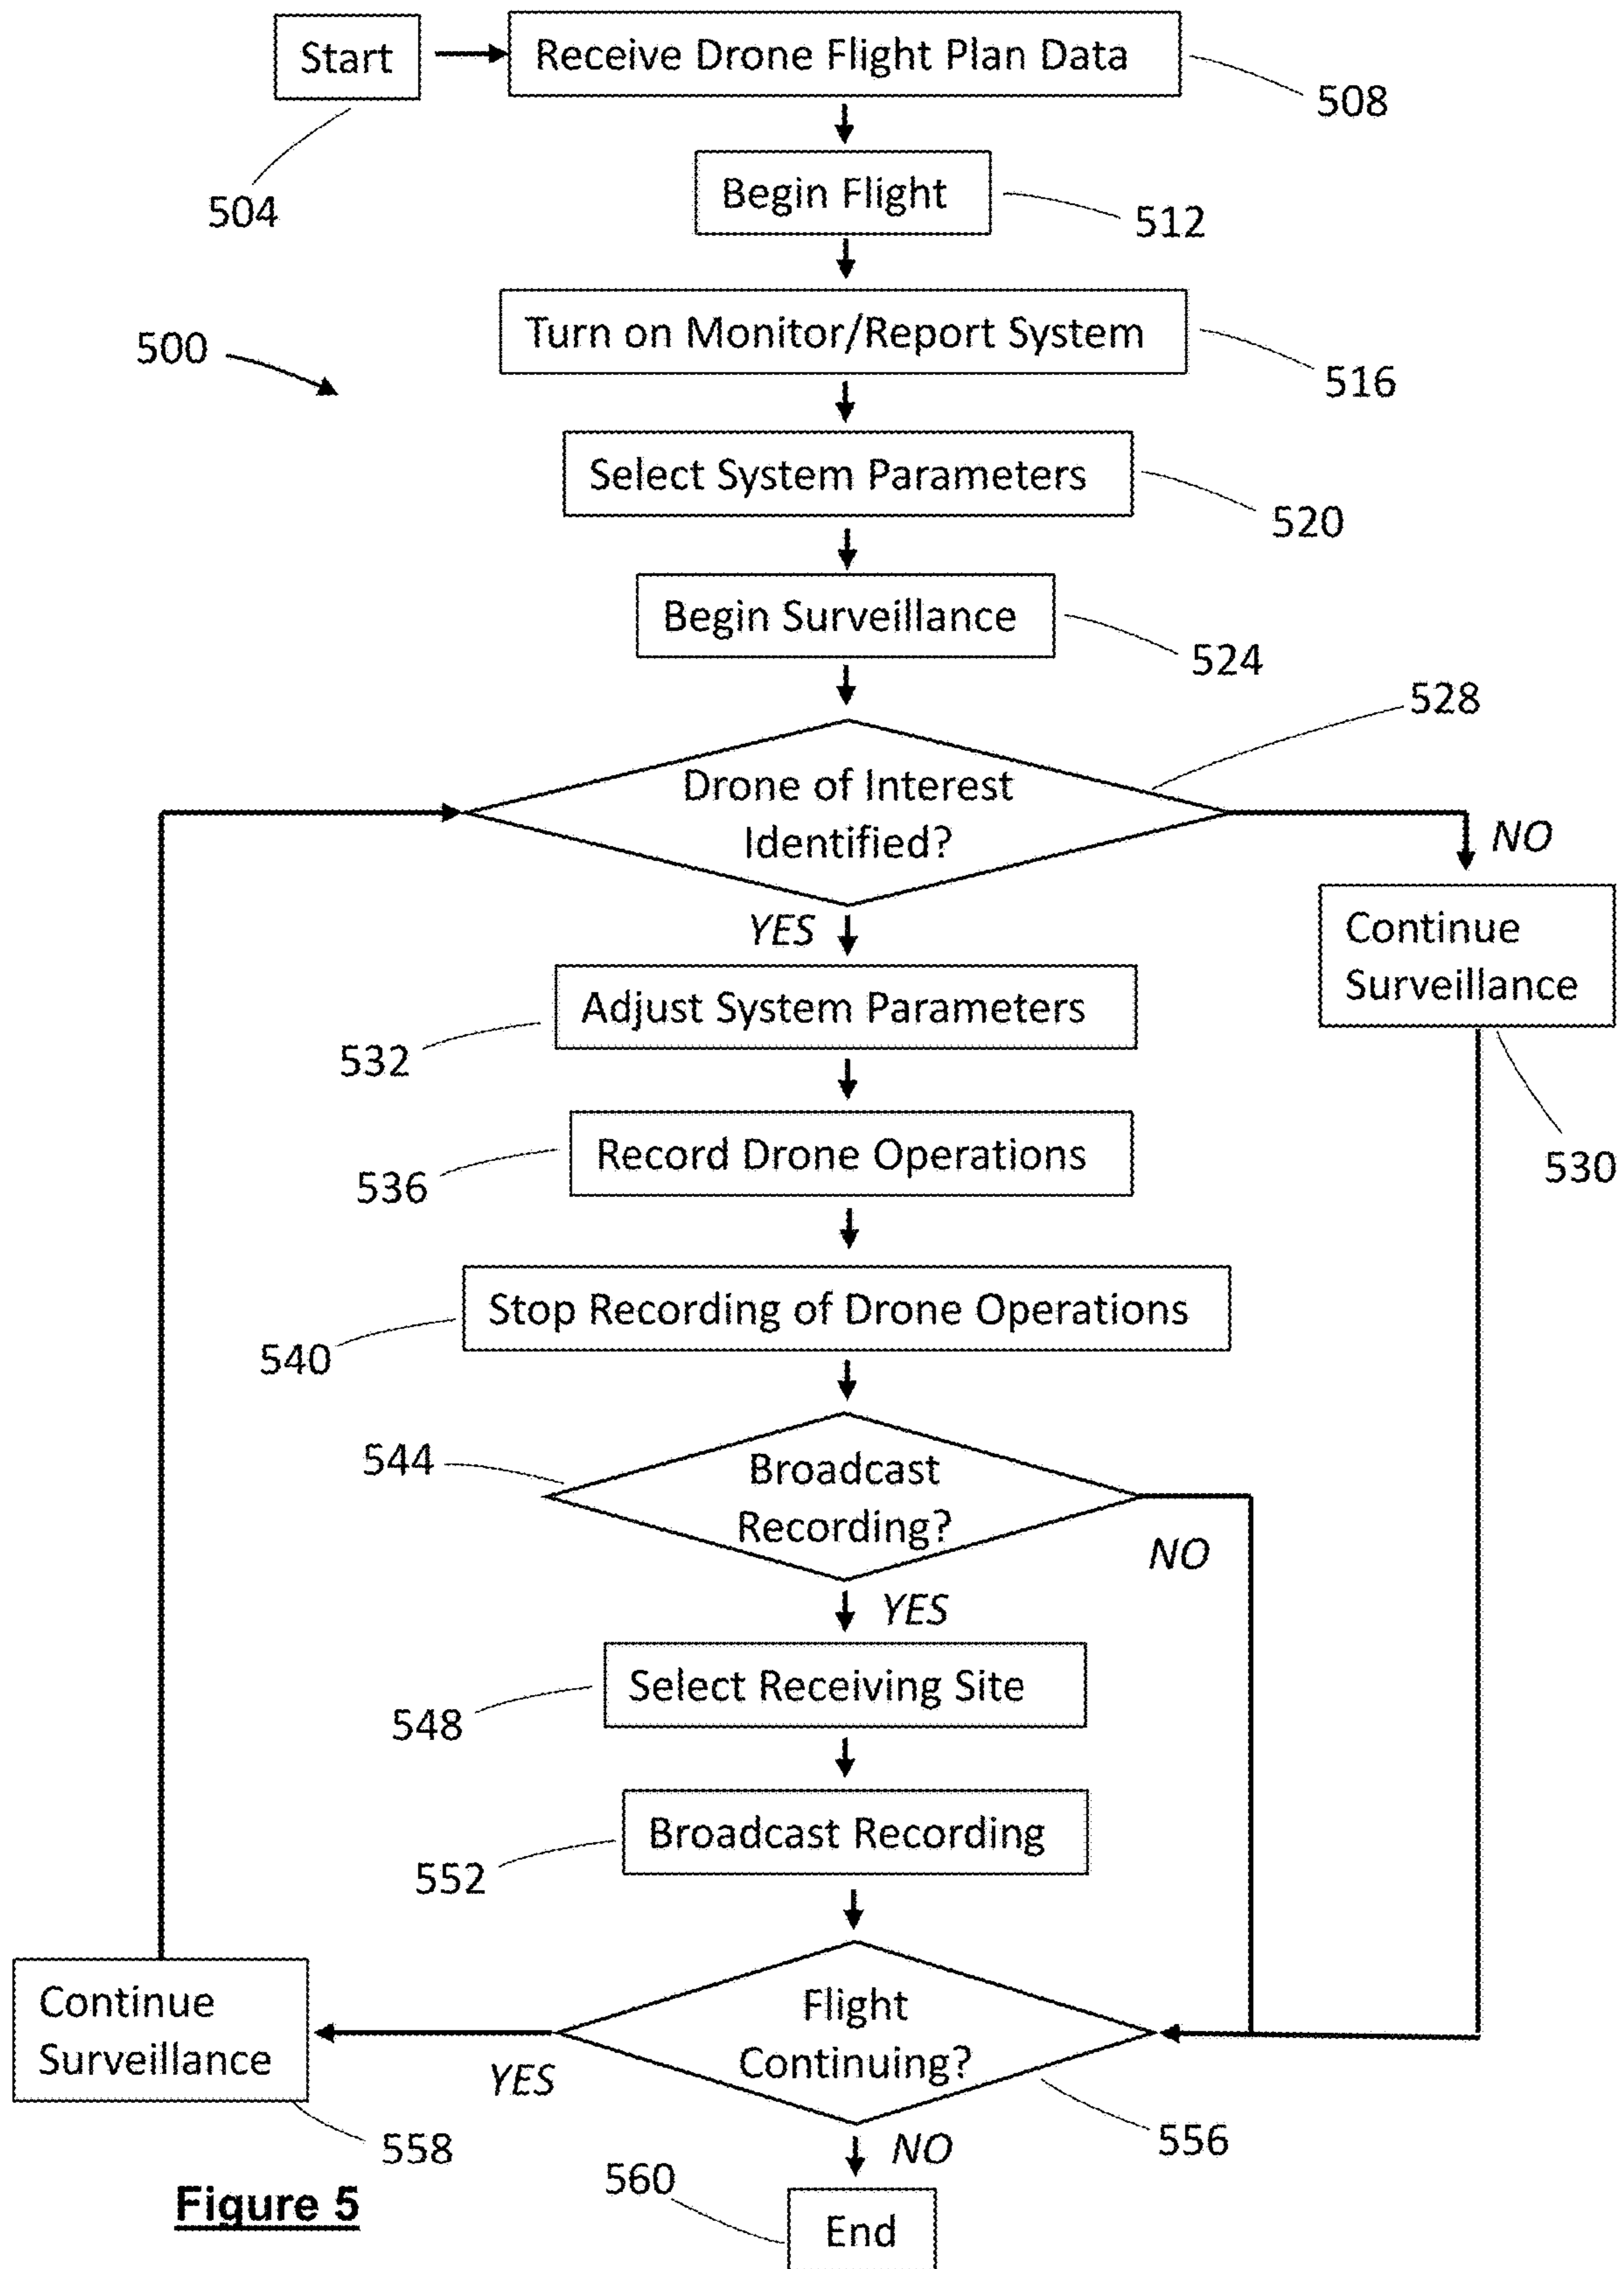 Start
Receive Drone Flight Plan Data
508
504
Begin Flight
512
Turn on Monitor/Report System
500
516
Select System Parameters
520
Begin Surveillance
524
528
Drone of Interest
Identified?
NO
YES
Continue
Surveillance
Adjust System Parameters
532
530
Record Drone Operations
536
Stop Recording of Drone Operations
540
544
Broadcast
Recording?
NO
YES
Select Receiving Site
548
Broadcast Recording
552
Continue
Surveillance
Flight
Continuing?
YES
558
556
NO
560
Figure 5
End